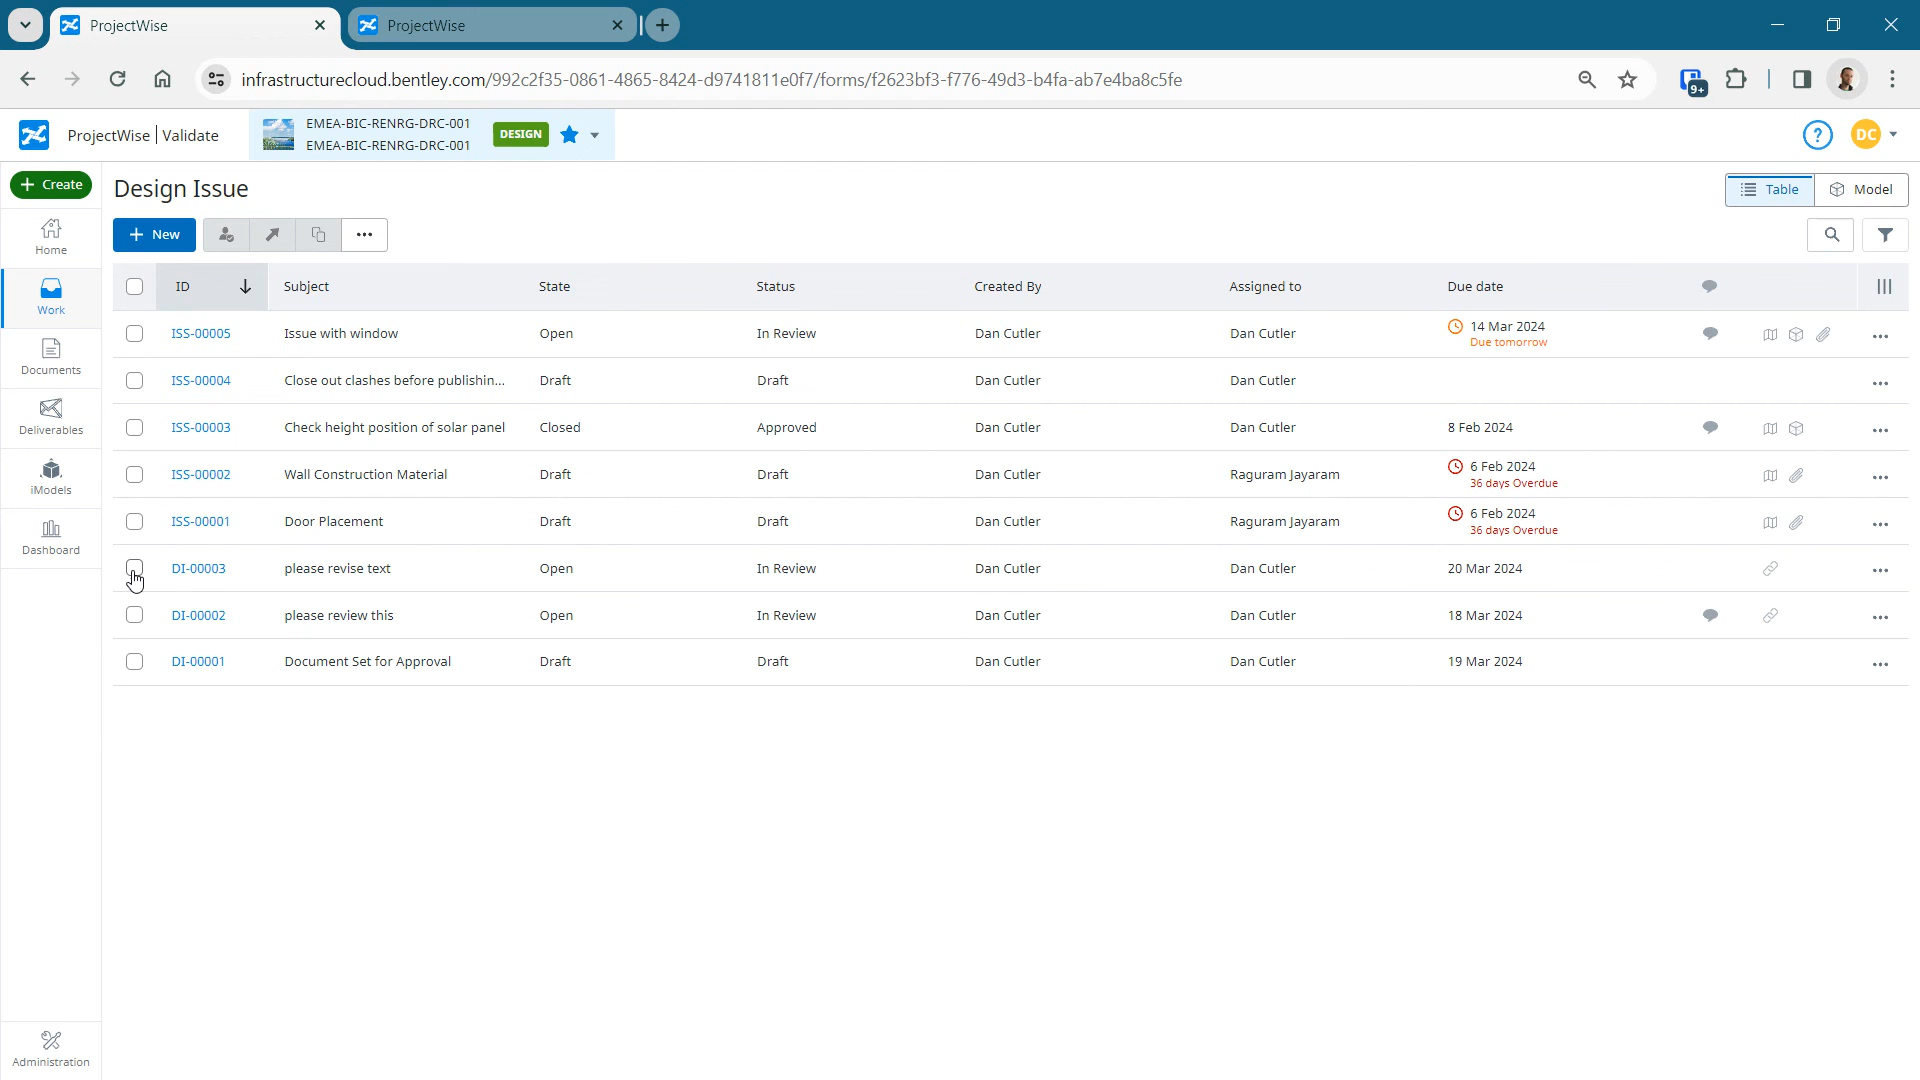 ProjectWise
ProjectWise
infrastructurecloud.bentley.com/992c2f35-0861-4865-8424-d9741811e0f7/forms/f2623bf3-f776-49d3-b4fa-ab7e4ba8c5fe
9+
ProjectWise | Validate
EMEA-BIC-RENRG-DRC-001
EMEA-BIC-RENRG-DRC-001
DESIGN
?
DC
+ Create
Home
Work
Documents
Deliverables
iModels
Dashboard
Administration
Design Issue
Table
Model
+ New
ID Subject State Status Created By Assigned to Due date
ISS-00005 Issue with window Open In Review Dan Cutler Dan Cutler 14 Mar 2024
Due tomorrow
ISS-00004 Close out clashes before publishin... Draft Draft Dan Cutler Dan Cutler
ISS-00003 Check height position of solar panel Closed Approved Dan Cutler Dan Cutler 8 Feb 2024
ISS-00002 Wall Construction Material Draft Draft Dan Cutler Raguram Jayaram 6 Feb 2024
36 days Overdue
ISS-00001 Door Placement Draft Draft Dan Cutler Raguram Jayaram 6 Feb 2024
36 days Overdue
DI-00003 please revise text Open In Review Dan Cutler Dan Cutler 20 Mar 2024
DI-00002 please review this Open In Review Dan Cutler Dan Cutler 18 Mar 2024
DI-00001 Document Set for Approval Draft Draft Dan Cutler Dan Cutler 19 Mar 2024